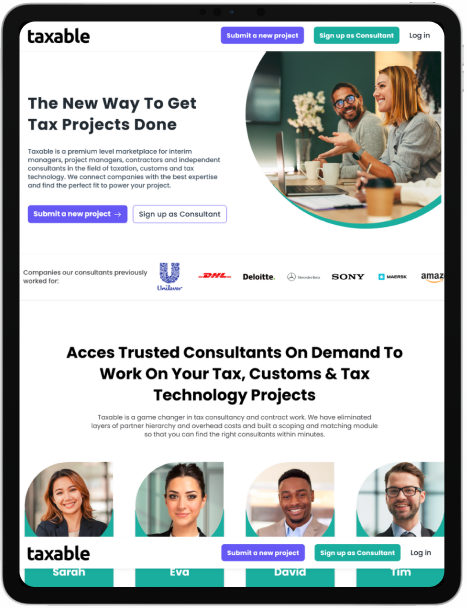 taxable
Submit a new project
Sign up as Consultant
Log in
The New Way To Get
Tax Projects Done
Taxable is a premium level marketplace for interim
managers, project managers, contractors and independent
consultants in the field of taxation, customs and tax
technology. We connect companies with the best expertise
and find the perfect fit to power your project.
Submit a new project →
Sign up as Consultant
Companies our consultants previously
worked for:
Unilever
DHL
Deloitte.
Mercedes-Benz
SONY
MAERSK
amaz
Acces Trusted Consultants On Demand To
Work On Your Tax, Customs & Tax
Technology Projects
Taxable is a game changer in tax consultancy and contract work. We have eliminated
layers of partner hierarchy and overhead costs and built a scoping and matching module
so that you can find the right consultants within minutes.
taxable
Submit a new project
Sign up as Consultant
Log in
Sarah
Eva
David
Tim